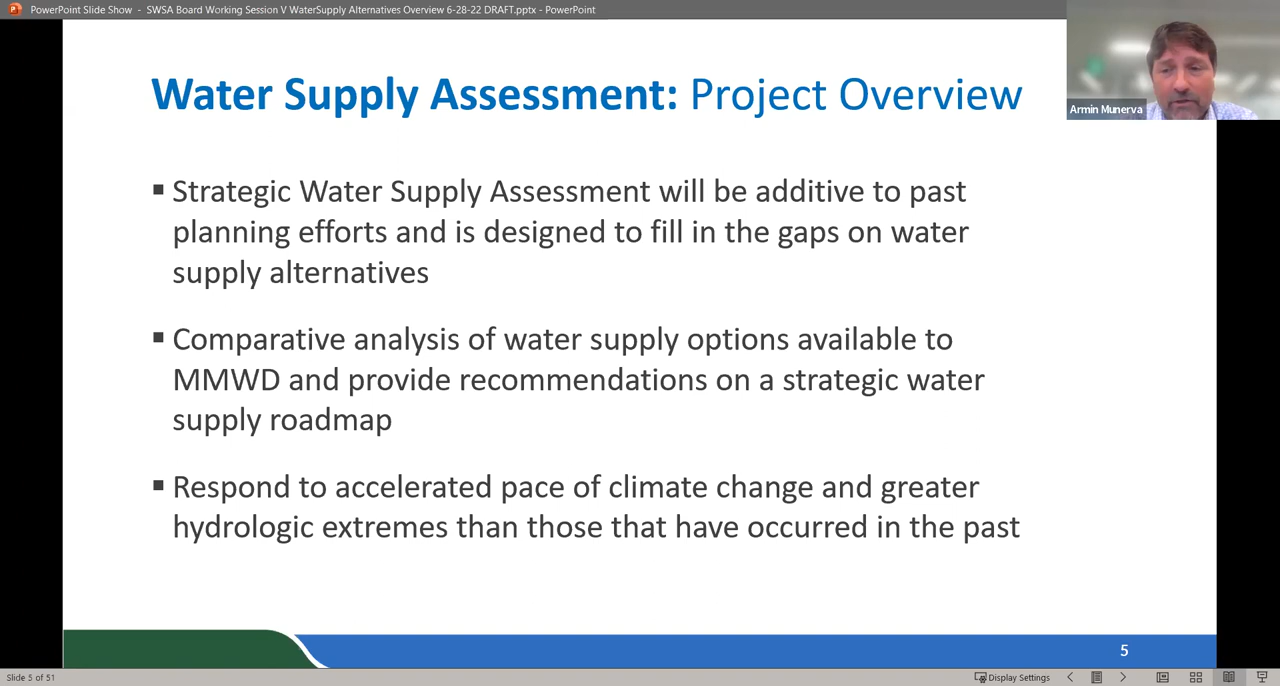 PowerPoint Slide Show - SWSA Board Working Session V WaterSupply Alternatives Overview 6-28-22 DRAFT.pptx - PowerPoint
Water Supply Assessment: Project Overview
Armin Munerva
▪ Strategic Water Supply Assessment will be additive to past
planning efforts and is designed to fill in the gaps on water
supply alternatives
▪ Comparative analysis of water supply options available to
MMWD and provide recommendations on a strategic water
supply roadmap
▪ Respond to accelerated pace of climate change and greater
hydrologic extremes than those that have occurred in the past
5
Slide 5 of 51
Display Settings